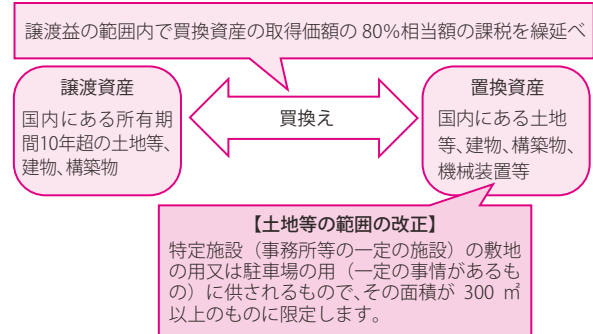 譲渡益の範囲内で買換資産の取得価額の 80%相当額の課税を繰延べ
譲渡資産
国内にある所有期
間10年超の土地等、
建物、構築物
買換え
置換資産
国内にある土地
等、建物、構築物、
機械装置等
【土地等の範囲の改正】
特定施設（事務所等の一定の施設）の敷地
の用又は駐車場の用（一定の事情があるも
の）に供されるもので、その面積が 300 ㎡
以上のものに限定します。